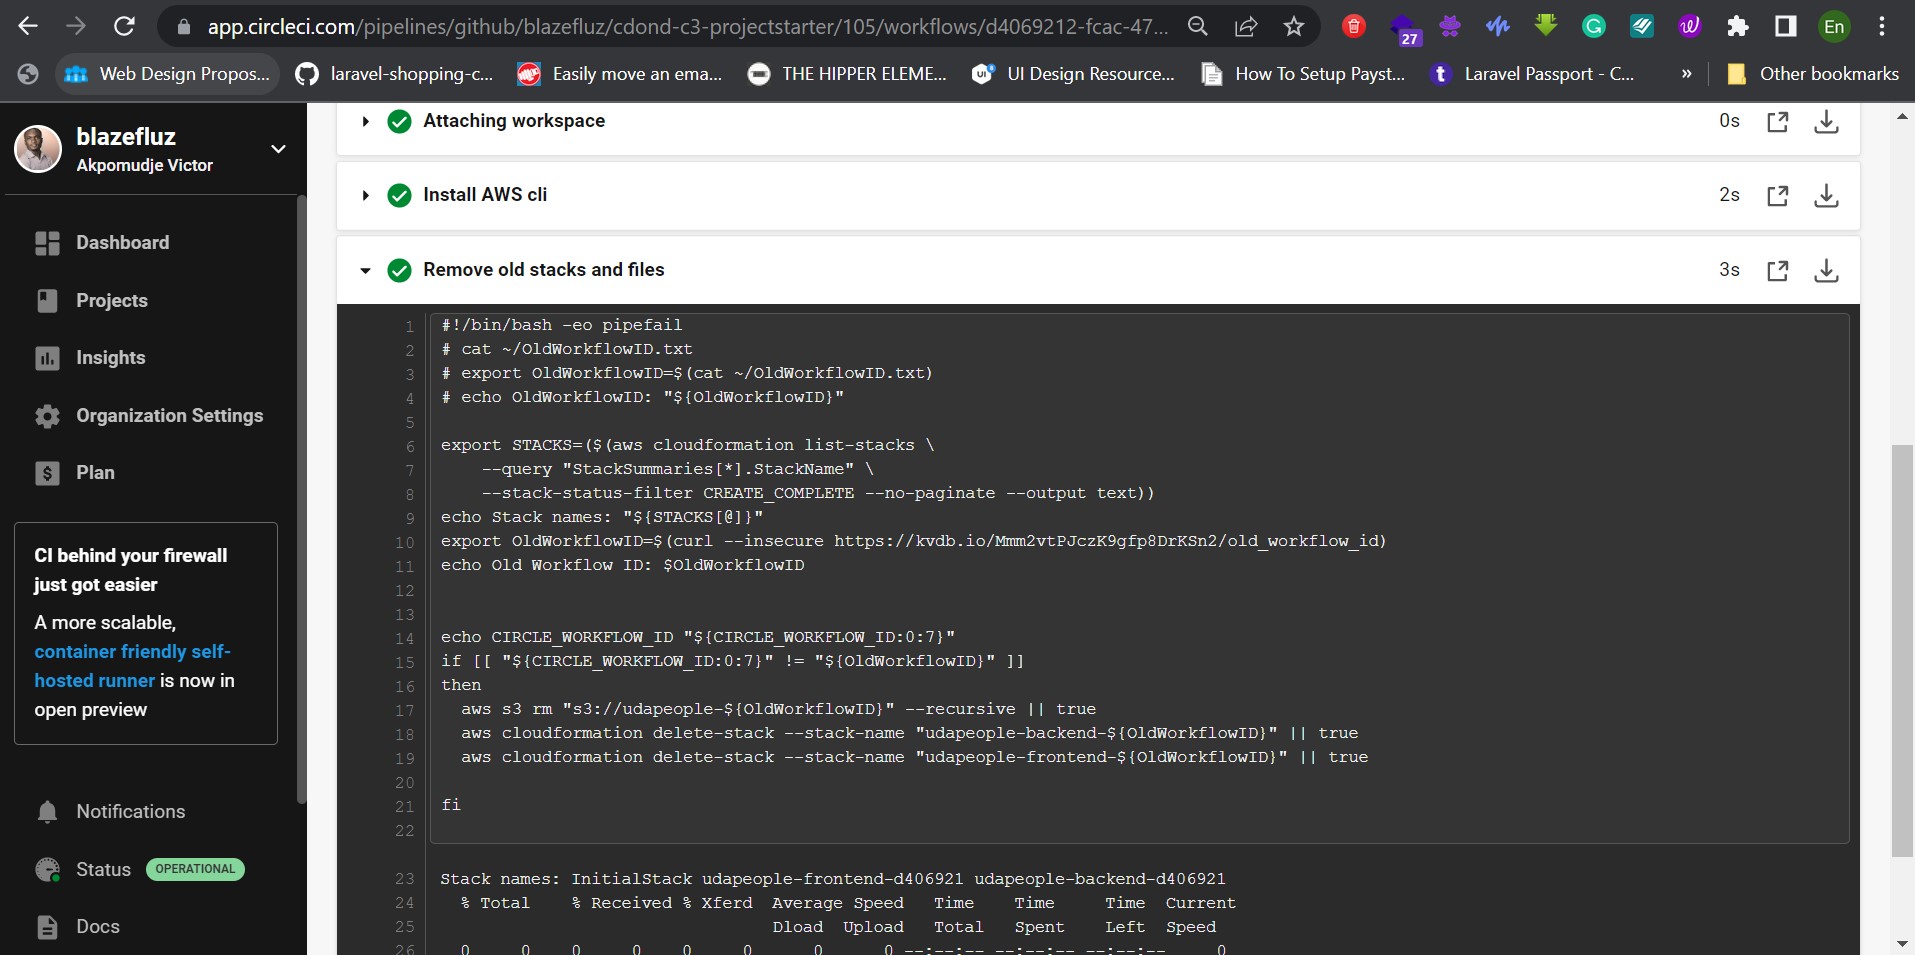 app.circleci.com/pipelines/github/blazefluz/cdond-c3-projectstarter/105/workflows/d4069212-fcac-47...
27
En
Web Design Propos...
laravel-shopping-c...
Easily move an ema...
THE HIPPER ELEME...
UI Design Resource...
How To Setup Payst...
Laravel Passport - C...
»
Other bookmarks
blazefluz
Akpomudje Victor
Dashboard
Projects
Insights
Organization Settings
Plan
CI behind your firewall
just got easier
A more scalable,
container friendly self-
hosted runner is now in
open preview
Notifications
Status OPERATIONAL
Docs
Attaching workspace 0s
Install AWS cli 2s
Remove old stacks and files 3s
1 #!/bin/bash -eo pipefail
2 # cat ~/OldWorkflowID.txt
3 # export OldWorkflowID=$(cat ~/OldWorkflowID.txt)
4 # echo OldWorkflowID: "${OldWorkflowID}"
5
6 export STACKS=($(aws cloudformation list-stacks \
7     --query "StackSummaries[*].StackName" \
8     --stack-status-filter CREATE_COMPLETE --no-paginate --output text))
9 echo Stack names: "${STACKS[@]}"
10 export OldWorkflowID=$(curl --insecure https://kvdb.io/Mmm2vtPJczK9gfp8DrKSn2/old_workflow_id)
11 echo Old Workflow ID: $OldWorkflowID
12
13
14 echo CIRCLE_WORKFLOW_ID "${CIRCLE_WORKFLOW_ID:0:7}"
15 if [[ "${CIRCLE_WORKFLOW_ID:0:7}" != "${OldWorkflowID}" ]]
16 then
17   aws s3 rm "s3://udapeople-${OldWorkflowID}" --recursive || true
18   aws cloudformation delete-stack --stack-name "udapeople-backend-${OldWorkflowID}" || true
19   aws cloudformation delete-stack --stack-name "udapeople-frontend-${OldWorkflowID}" || true
20
21 fi
22
23 Stack names: InitialStack udapeople-frontend-d406921 udapeople-backend-d406921
24   % Total    % Received % Xferd  Average Speed   Time    Time     Time  Current
25                                  Dload  Upload   Total   Spent    Left  Speed
26   0     0    0     0    0     0      0      0 --:--:-- --:--:-- --:--:--     0